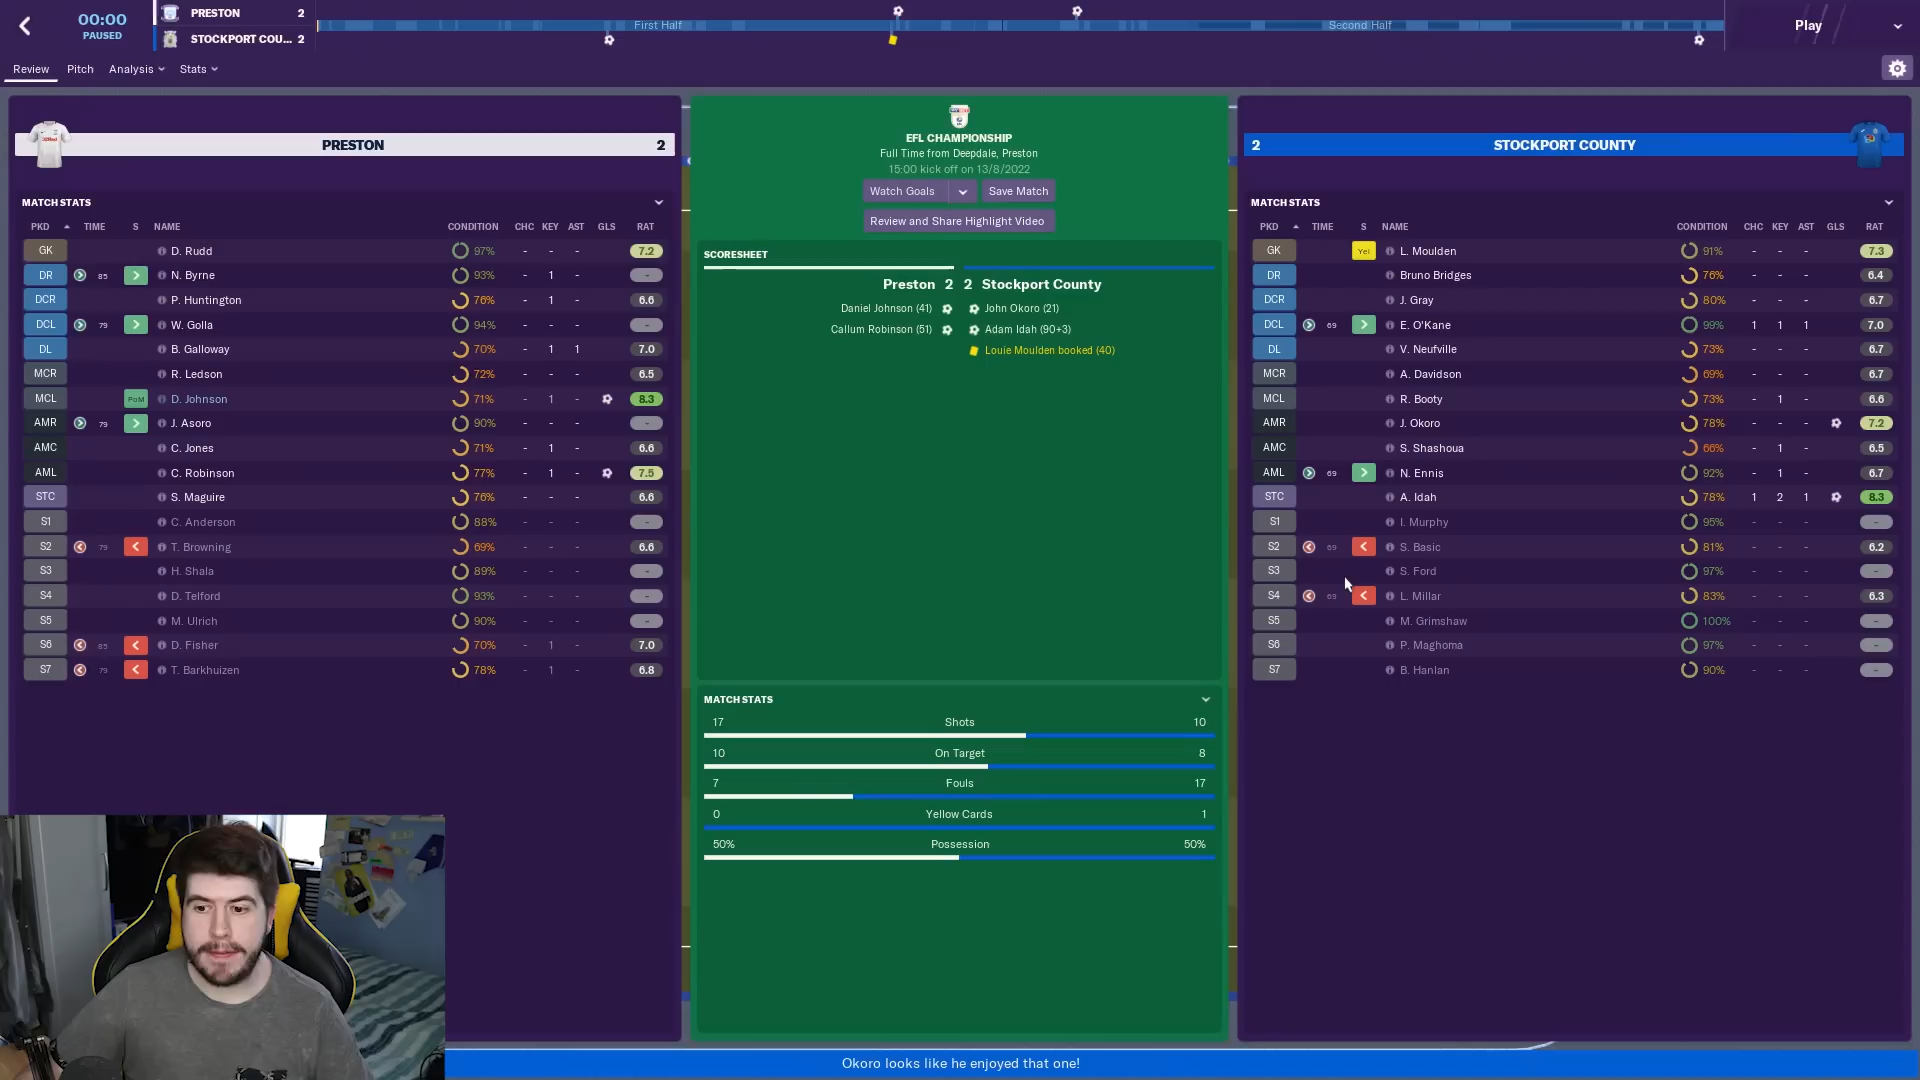 00:00
PAUSED
PRESTON 2
STOCKPORT COU... 2
First Half
Second Half
Play
Review Pitch Analysis Stats
PRESTON 2
MATCH STATS
PKD TIME S NAME CONDITION CHC KEY AST GLS RAT
GK D. Rudd 97% - - - - 7.2
DR 85 N. Byrne 93% - 1 - - -
DCR P. Huntington 76% - 1 - - 6.6
DCL 79 W. Golla 94% - - - - -
DL B. Galloway 70% - 1 1 - 7.0
MCR R. Ledson 72% - - - - 6.5
MCL PoM D. Johnson 71% - 1 - 8.3
AMR 79 J. Asoro 90% - - - - -
AMC C. Jones 71% - 1 - - 6.6
AML C. Robinson 77% - 1 - 7.5
STC S. Maguire 76% - - - - 6.6
S1 C. Anderson 88% - - - - -
S2 79 T. Browning 69% - - - - 6.6
S3 H. Shala 89% - - - - -
S4 D. Telford 93% - - - - -
S5 M. Ulrich 90% - - - - -
S6 85 D. Fisher 70% - 1 - - 7.0
S7 79 T. Barkhuizen 78% - 1 - - 6.8
EFL CHAMPIONSHIP
Full Time from Deepdale, Preston
15:00 kick off on 13/8/2022
Watch Goals Save Match
Review and Share Highlight Video
SCORESHEET
Preston 2 2 Stockport County
Daniel Johnson (41) John Okoro (21)
Callum Robinson (51) Adam Idah (90+3)
Louie Moulden booked (40)
MATCH STATS
17 Shots 10
10 On Target 8
7 Fouls 17
0 Yellow Cards 1
50% Possession 50%
2 STOCKPORT COUNTY
MATCH STATS
PKD TIME S NAME CONDITION CHC KEY AST GLS RAT
GK Yel L. Moulden 91% - - - - 7.3
DR Bruno Bridges 76% - - - - 6.4
DCR J. Gray 80% - - - - 6.7
DCL 69 E. O'Kane 99% 1 1 1 - 7.0
DL V. Neufville 73% - - - - 6.7
MCR A. Davidson 69% - - - - 6.7
MCL R. Booty 73% - 1 - - 6.6
AMR J. Okoro 78% - - - 7.2
AMC S. Shashoua 66% - 1 - - 6.5
AML 69 N. Ennis 92% - 1 - - 6.7
STC A. Idah 78% 1 2 1 8.3
S1 I. Murphy 95% - - - - -
S2 69 S. Basic 81% - - - - 6.2
S3 S. Ford 97% - - - - -
S4 69 L. Millar 83% - - - - 6.3
S5 M. Grimshaw 100% - - - - -
S6 P. Maghoma 97% - - - - -
S7 B. Hanlan 90% - - - - -
Okoro looks like he enjoyed that one!